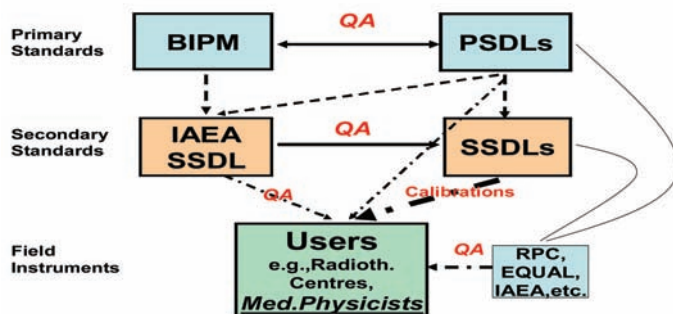 QA
Primary
Standards
BIPM
PSDLs
Secondary
Standards
IAEA
SSDL
QA
SSDLs
QA
Calibrations
Field
Instruments
Users
e.g.,Radioth.
Centres,
Med.Physicists
QA
RPC,
EQUAL,
IAEA,etc.